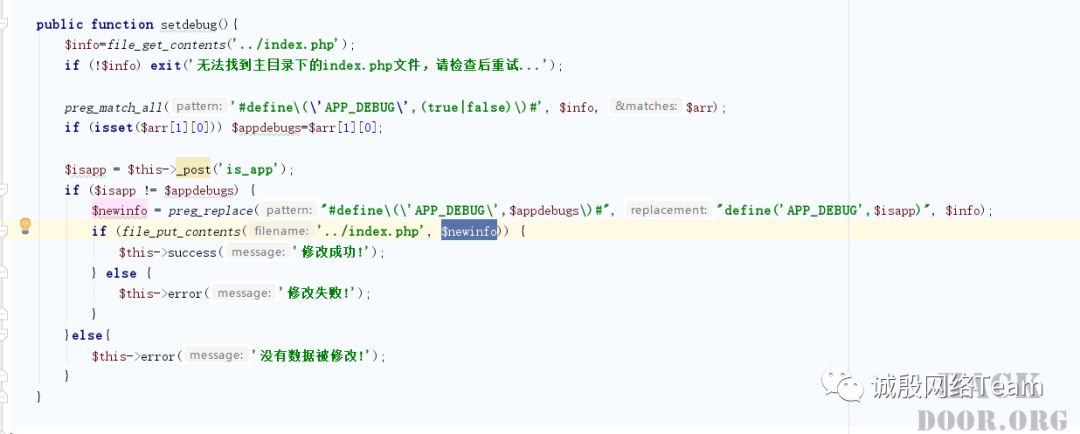 public function setdebug(){
$info=file_get_contents('../index.php');
if (!$info) exit('无法找到主目录下的index.php文件，请检查后重试...');
preg_match_all( pattern: '#define\(\'APP_DEBUG\',(true|false)\)#', $info, &matches: $arr);
if (isset($arr[1][0])) $appdebugs=$arr[1][0];
$isapp = $this->_post('is_app');
if ($isapp != $appdebugs) {
$newinfo = preg_replace( pattern: "#define\(\'APP_DEBUG\',$appdebugs\)#", replacement: "define('APP_DEBUG',$isapp)", $info);
if (file_put_contents( filename: '../index.php', $newinfo)) {
$this->success( message: '修改成功!');
} else {
$this->error( message: '修改失败!');
}
}else{
$this->error( message: '没有数据被修改!');
}
}
诚殷网络Team
HACK
DOOR.ORG